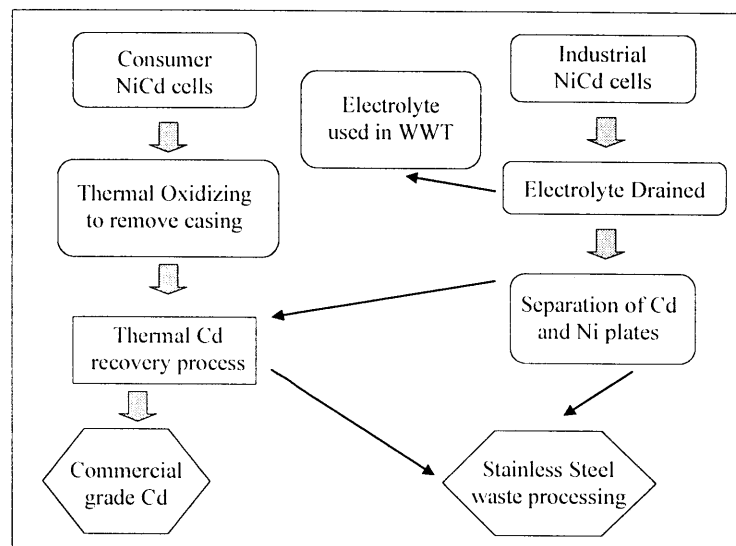 Consumer
NiCd cells
Industrial
NiCd cells
Electrolyte
used in WWT
Thermal Oxidizing
to remove casing
Electrolyte Drained
Separation of Cd
and Ni plates
Thermal Cd
recovery process
Commercial
grade Cd
Stainless Steel
waste processing